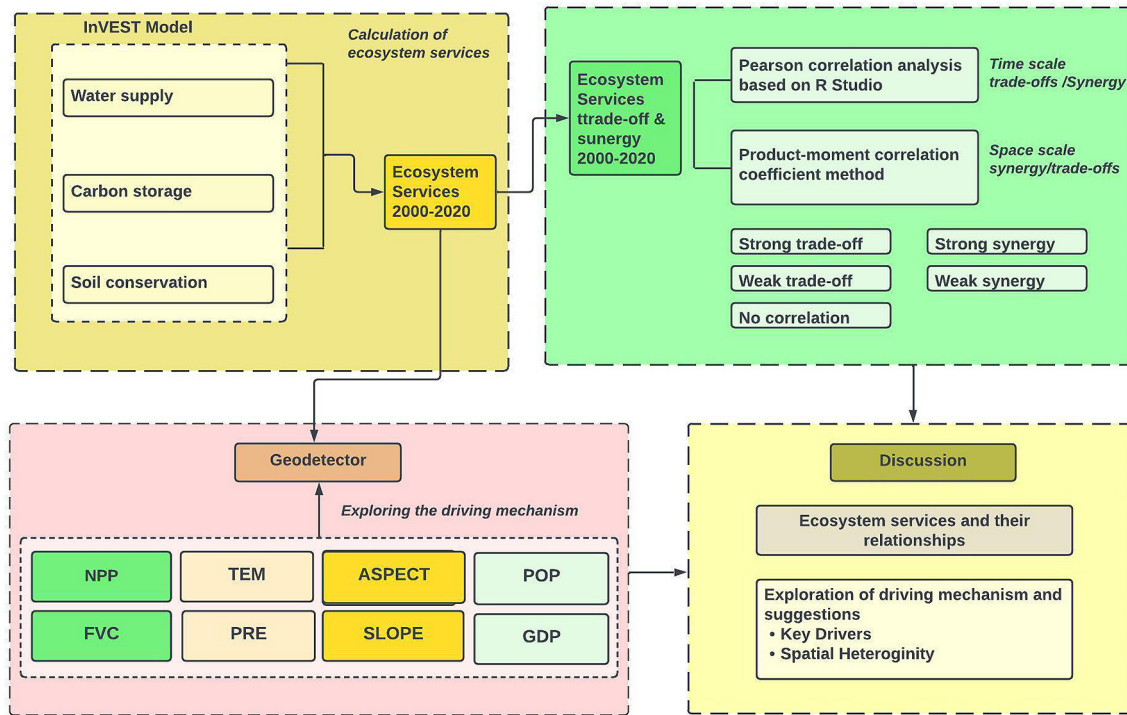 InVEST Model
Calculation of
ecosystem services
Water supply
Carbon storage
Soil conservation
Ecosystem
Services
2000-2020
Ecosystem
Services
ttrade-off &
sunergy
2000-2020
Pearson correlation analysis
based on R Studio
Time scale
trade-offs /Synergy
Product-moment correlation
coefficient method
Space scale
synergy/trade-offs
Strong trade-off
Strong synergy
Weak trade-off
Weak synergy
No correlation
Geodetector
Exploring the driving mechanism
NPP
TEM
ASPECT
POP
FVC
PRE
SLOPE
GDP
Discussion
Ecosystem services and their
relationships
Exploration of driving mechanism and
suggestions
• Key Drivers
• Spatial Heteroginity